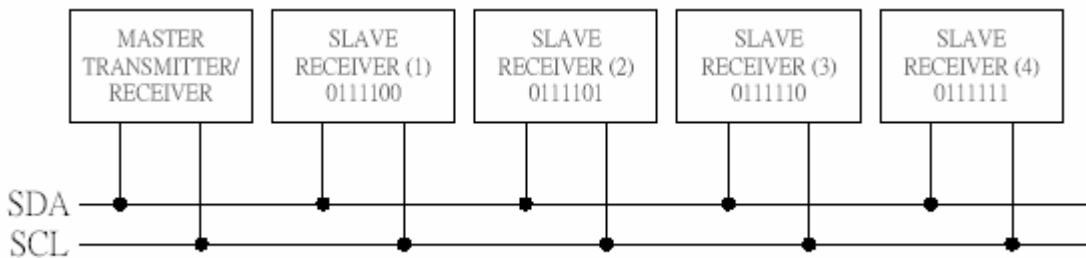 MASTER
TRANSMITTER/
RECEIVER
SLAVE
RECEIVER (1)
0111100
SLAVE
RECEIVER (2)
0111101
SLAVE
RECEIVER (3)
0111110
SLAVE
RECEIVER (4)
0111111
SDA
SCL